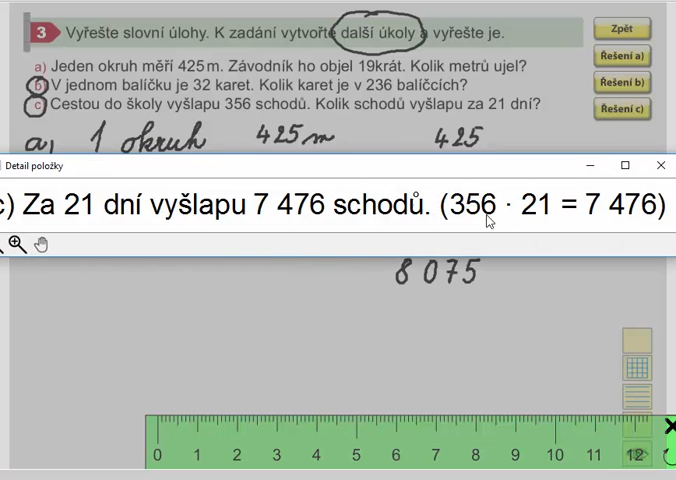 3 Vyřešte slovní úlohy. K zadání vytvořte další úkoly a vyřešte je.
Zpět
a) Jeden okruh měří 425 m. Závodník ho objel 19krát. Kolik metrů ujel?
Řešení a)
b) V jednom balíčku je 32 karet. Kolik karet je v 236 balíčcích?
Řešení b)
c) Cestou do školy vyšlapu 356 schodů. Kolik schodů vyšlapu za 21 dní?
Řešení c)
a, 1 okruh 425 m 425
Detail položky
c) Za 21 dní vyšlapu 7 476 schodů. (356 · 21 = 7 476)
8 075
0 1 2 3 4 5 6 7 8 9 10 11 12